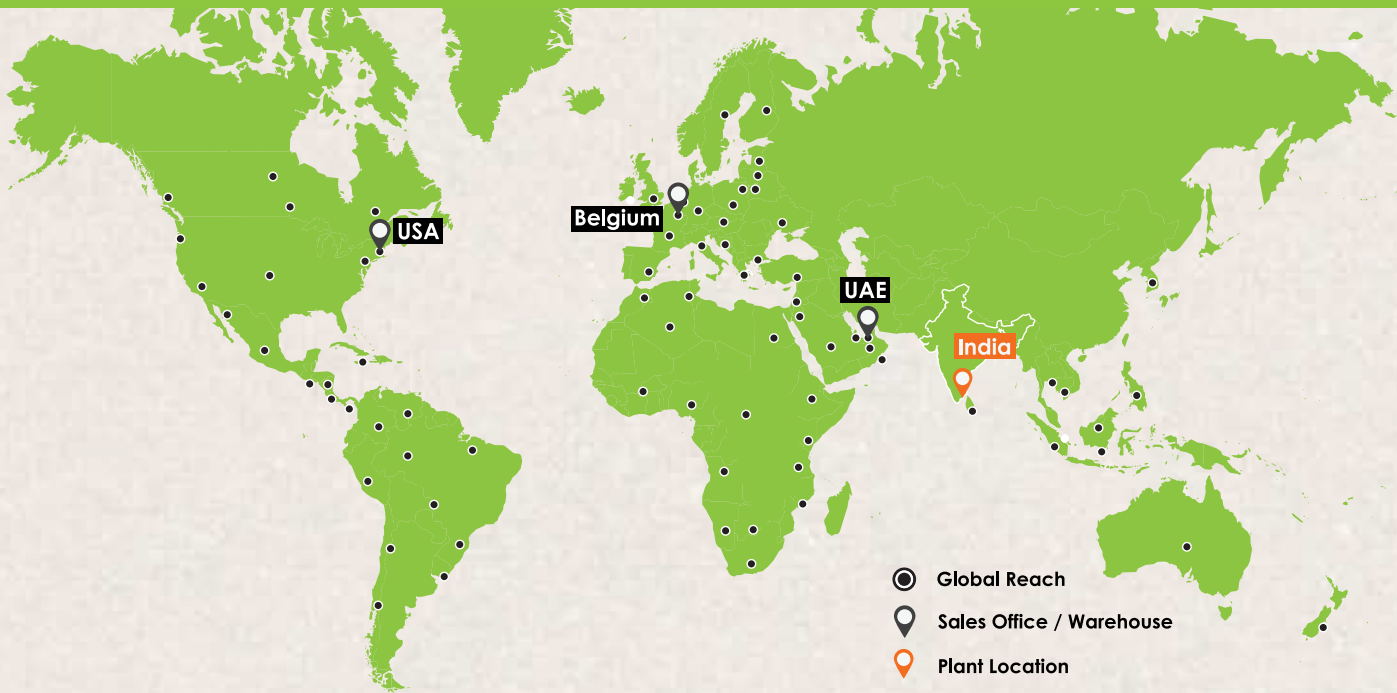 USA
Belgium
UAE
India
Global Reach
Sales Office / Warehouse
Plant Location